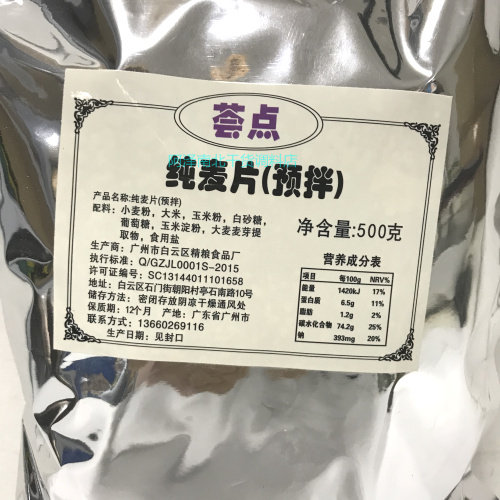 荟点
纯麦片(预拌)
产品名称:纯麦片(预拌)
配料：小麦粉，大米，玉米粉，白砂糖，
葡萄糖，玉米淀粉，大麦麦芽提
取物，食用盐
生产商：广州市白云区精粮食品厂
执行标准：Q/GZJL0001S-2015
许可证编号：SC13144011101658
地址：白云区石门街朝阳村亭石南路10号
储存方法：密闭存放阴凉干燥通风处
保质期：12个月 产地：广东省广州市
联系方式：13660269116
生产日期：见封口
净含量:500克
营养成分表
项目 每100g NRV%
能量 1420kJ 17%
蛋白质 6.5g 11%
脂肪 1.2g 2%
碳水化合物 74.2g 25%
钠 393mg 20%